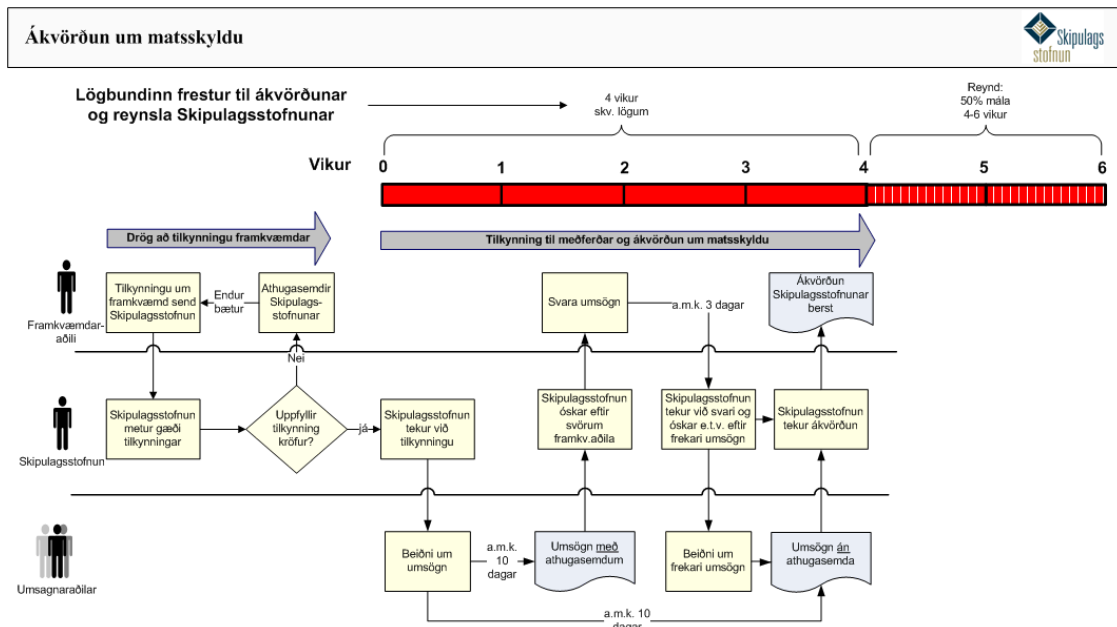 Ákvörðun um matsskyldu
Skipulags
stofnun
Lögbundinn frestur til ákvörðunar
og reynsla Skipulagsstofnunar
4 vikur
skv. lögum
Reynd:
50% mála
4-6 vikur
Vikur
0
1
2
3
4
5
6
Drög að tilkynningu framkvæmdar
Tilkynning til meðferðar og ákvörðun um matsskyldu
Framkvæmdar-
aðili
Tilkynningu um
framkvæmd send
Skipulagsstofnun
Endur
bætur
Athugasemdir
Skipulags-
stofnunar
Svara umsögn
a.m.k. 3 dagar
Ákvörðun
Skipulagsstofnunar
berst
Nei
Skipulagsstofnun
Skipulagsstofnun
metur gæði
tilkynningar
Uppfyllir
tilkynning
kröfur?
já
Skipulagsstofnun
tekur við
tilkynningu
Skipulagsstofnun
óskar eftir
svörum
framkv.aðila
Skipulagsstofnun
tekur við svari og
óskar e.t.v. eftir
frekari umsögn
Skipulagsstofnun
tekur ákvörðun
Umsagnaraðilar
Beiðni um
umsögn
a.m.k.
10
dagar
Umsögn með
athugasemdum
Beiðni um
frekari umsögn
Umsögn án
athugasemda
a.m.k. 10
dagar